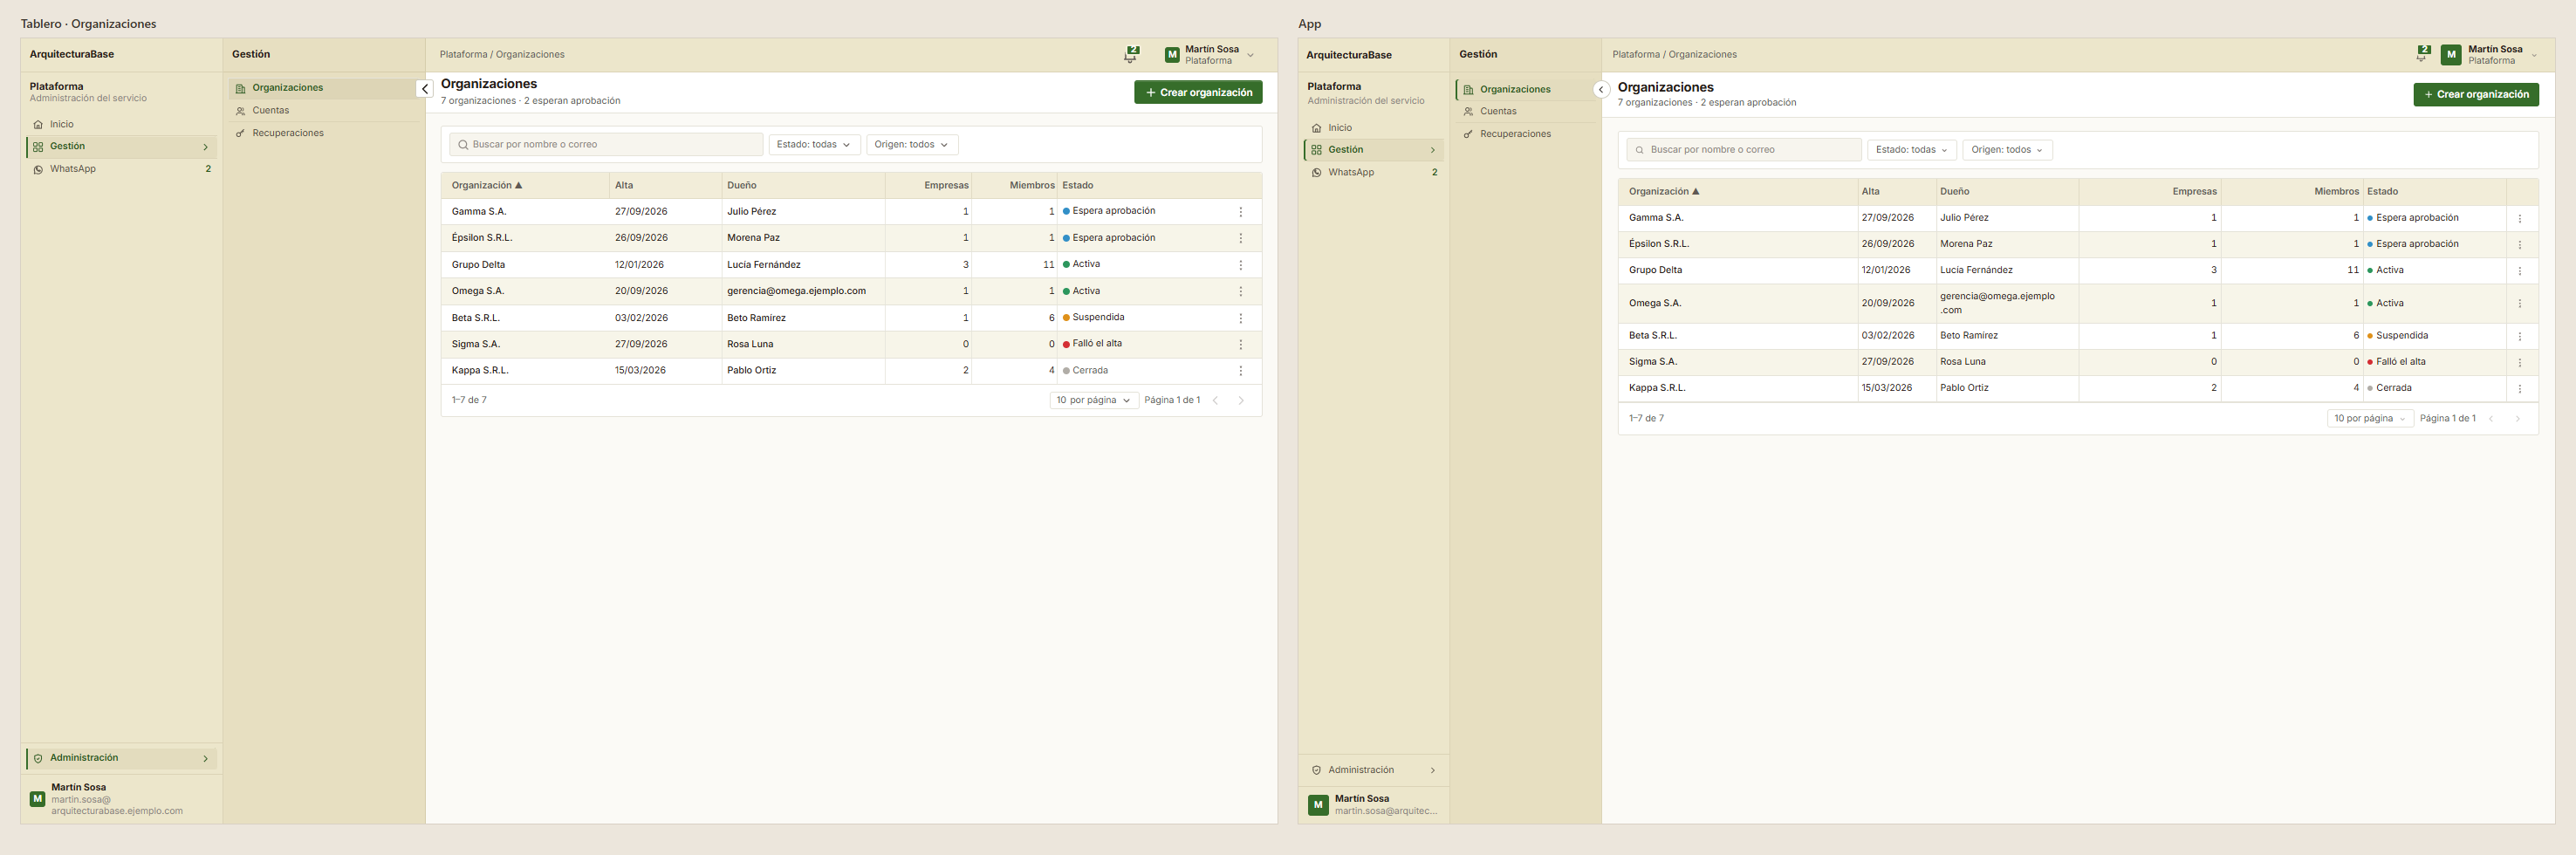 Tablero · Organizaciones
ArquitecturaBase
Plataforma
Administración del servicio
Inicio
Gestión
WhatsApp 2
Administración
M Martín Sosa
martin.sosa@
arquitecturabase.ejemplo.com
Gestión
Organizaciones
Cuentas
Recuperaciones
Plataforma / Organizaciones
2
M Martín Sosa
Plataforma
Organizaciones
7 organizaciones · 2 esperan aprobación
+ Crear organización
Buscar por nombre o correo Estado: todas Origen: todos
Organización ▲ Alta Dueño Empresas Miembros Estado
Gamma S.A. 27/09/2026 Julio Pérez 1 1 Espera aprobación
Épsilon S.R.L. 26/09/2026 Morena Paz 1 1 Espera aprobación
Grupo Delta 12/01/2026 Lucía Fernández 3 11 Activa
Omega S.A. 20/09/2026 gerencia@omega.ejemplo.com 1 1 Activa
Beta S.R.L. 03/02/2026 Beto Ramírez 1 6 Suspendida
Sigma S.A. 27/09/2026 Rosa Luna 0 0 Falló el alta
Kappa S.R.L. 15/03/2026 Pablo Ortiz 2 4 Cerrada
1–7 de 7 10 por página Página 1 de 1
App
ArquitecturaBase
Plataforma
Administración del servicio
Inicio
Gestión
WhatsApp 2
Administración
M Martín Sosa
martin.sosa@arquitec...
Gestión
Organizaciones
Cuentas
Recuperaciones
Plataforma / Organizaciones
2
M Martín Sosa
Plataforma
Organizaciones
7 organizaciones · 2 esperan aprobación
+ Crear organización
Buscar por nombre o correo Estado: todas Origen: todos
Organización ▲ Alta Dueño Empresas Miembros Estado
Gamma S.A. 27/09/2026 Julio Pérez 1 1 Espera aprobación
Épsilon S.R.L. 26/09/2026 Morena Paz 1 1 Espera aprobación
Grupo Delta 12/01/2026 Lucía Fernández 3 11 Activa
Omega S.A. 20/09/2026 gerencia@omega.ejemplo
.com 1 1 Activa
Beta S.R.L. 03/02/2026 Beto Ramírez 1 6 Suspendida
Sigma S.A. 27/09/2026 Rosa Luna 0 0 Falló el alta
Kappa S.R.L. 15/03/2026 Pablo Ortiz 2 4 Cerrada
1–7 de 7 10 por página Página 1 de 1